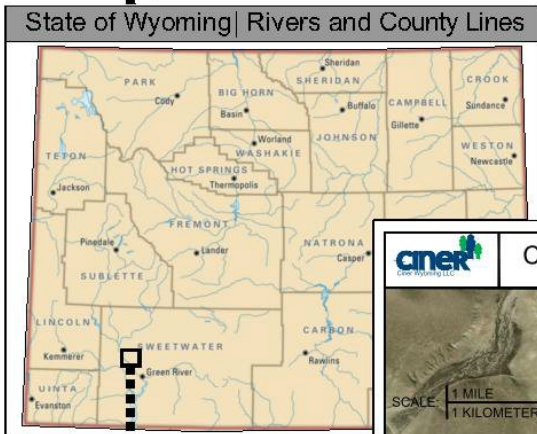 State of Wyoming| Rivers and County Lines
Sheridan
SHERIDAN
PARK
Cody
BIG HORN
Basin
Buffalo
JOHNSON
CAMPBELL
Gillette
CROOK
Sundance
WESTON
Newcastle
Worland
WASHAKIE
TETON
Jackson
HOT SPRINGS
Thermopolis
FREMONT
Lander
Pinedale
SUBLETTE
NATRONA
Casper
LINCOLN
Kemmerer
SWEETWATER
Green River
CARBON
Rawlins
UINTA
Evanston
CINER
Ciner Wyoming LLC
C
SCALE:
1 MILE
1 KILOMETER